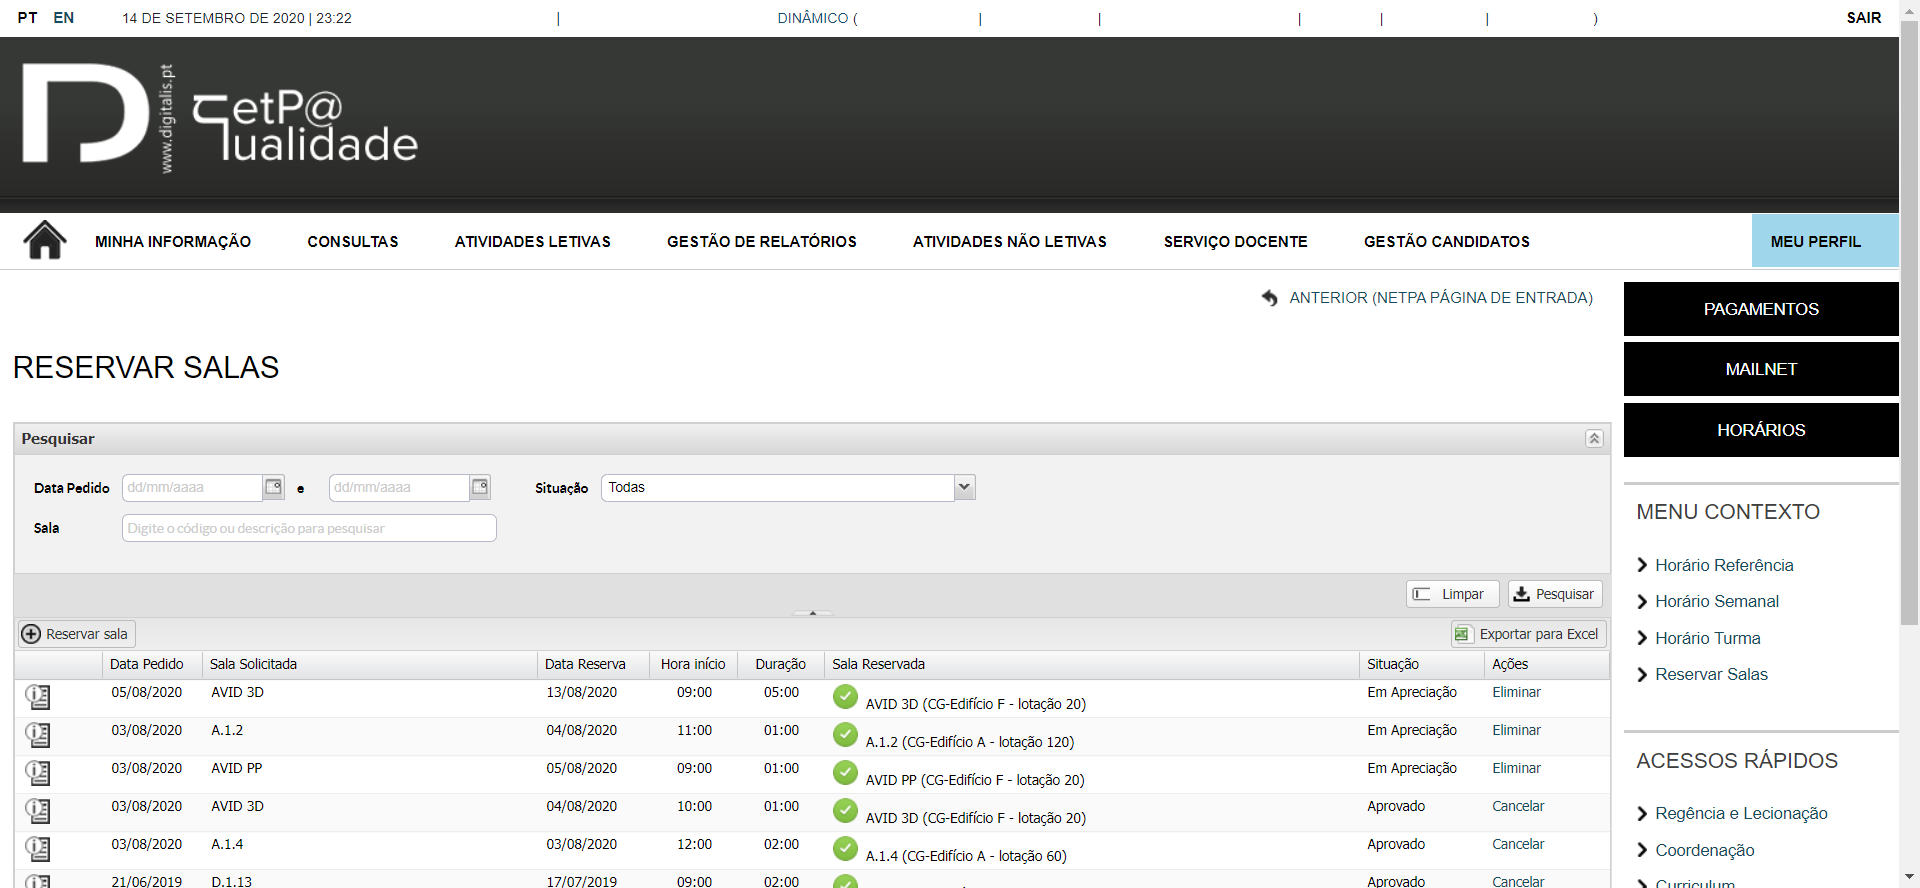 PT EN 14 DE SETEMBRO DE 2020 | 23:22 | DINÂMICO ( | | | | | ) SAIR
www.digitalis.pt
etP@
qualidade
MINHA INFORMAÇÃO CONSULTAS ATIVIDADES LETIVAS GESTÃO DE RELATÓRIOS ATIVIDADES NÃO LETIVAS SERVIÇO DOCENTE GESTÃO CANDIDATOS MEU PERFIL
ANTERIOR (NETPA PÁGINA DE ENTRADA)
RESERVAR SALAS
Pesquisar
Data Pedido dd/mm/aaaa e dd/mm/aaaa Situação Todas
Sala Digite o código ou descrição para pesquisar
Limpar Pesquisar
Reservar sala Exportar para Excel
Data Pedido Sala Solicitada Data Reserva Hora início Duração Sala Reservada Situação Ações
05/08/2020 AVID 3D 13/08/2020 09:00 05:00 AVID 3D (CG-Edifício F - lotação 20) Em Apreciação Eliminar
03/08/2020 A.1.2 04/08/2020 11:00 01:00 A.1.2 (CG-Edifício A - lotação 120) Em Apreciação Eliminar
03/08/2020 AVID PP 05/08/2020 09:00 01:00 AVID PP (CG-Edifício F - lotação 20) Em Apreciação Eliminar
03/08/2020 AVID 3D 04/08/2020 10:00 01:00 AVID 3D (CG-Edifício F - lotação 20) Aprovado Cancelar
03/08/2020 A.1.4 03/08/2020 12:00 02:00 A.1.4 (CG-Edifício A - lotação 60) Aprovado Cancelar
21/06/2019 D.1.13 17/07/2019 09:00 02:00 Aprovado Cancelar
PAGAMENTOS
MAILNET
HORÁRIOS
MENU CONTEXTO
Horário Referência
Horário Semanal
Horário Turma
Reservar Salas
ACESSOS RÁPIDOS
Regência e Lecionação
Coordenação
Curriculum